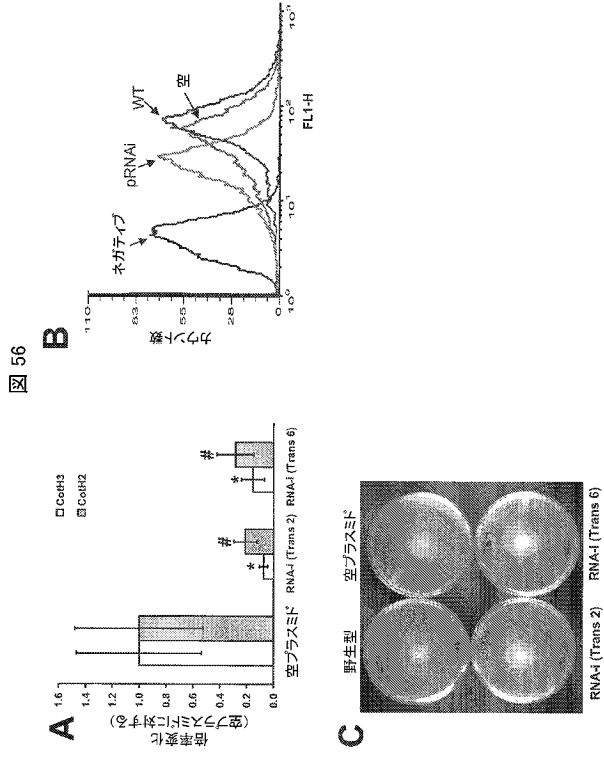 図 56
A
倍率変化
(空プラスミドに対する)
1.6
1.4
1.2
1.0
0.8
0.6
0.4
0.2
0.0
CotH3
CotH2
*
#
*
#
空プラスミド
RNA-i (Trans 2)
RNA-i (Trans 6)
B
カウント数
110
83
55
28
0
ネガティブ
pRNAi
WT
空
10⁰
10¹
10²
10³
FL1-H
C
野生型
空プラスミド
RNA-i (Trans 2)
RNA-i (Trans 6)